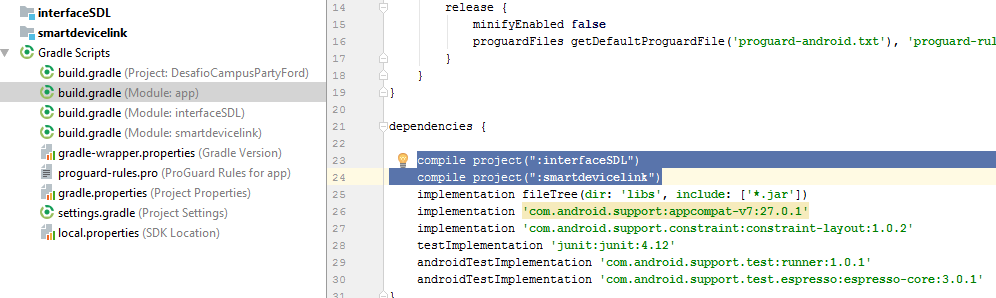 interfaceSDL
smartdevicelink
Gradle Scripts
build.gradle (Project: DesafioCampusPartyFord)
build.gradle (Module: app)
build.gradle (Module: interfaceSDL)
build.gradle (Module: smartdevicelink)
gradle-wrapper.properties (Gradle Version)
proguard-rules.pro (ProGuard Rules for app)
gradle.properties (Project Properties)
settings.gradle (Project Settings)
local.properties (SDK Location)
14 release {
15 minifyEnabled false
16 proguardFiles getDefaultProguardFile('proguard-android.txt'), 'proguard-rul
17 }
18 }
19 }
20
21 dependencies {
22
23 compile project(":interfaceSDL")
24 compile project(":smartdevicelink")
25 implementation fileTree(dir: 'libs', include: ['*.jar'])
26 implementation 'com.android.support:appcompat-v7:27.0.1'
27 implementation 'com.android.support.constraint:constraint-layout:1.0.2'
28 testImplementation 'junit:junit:4.12'
29 androidTestImplementation 'com.android.support.test:runner:1.0.1'
30 androidTestImplementation 'com.android.support.test.espresso:espresso-core:3.0.1'
31 }